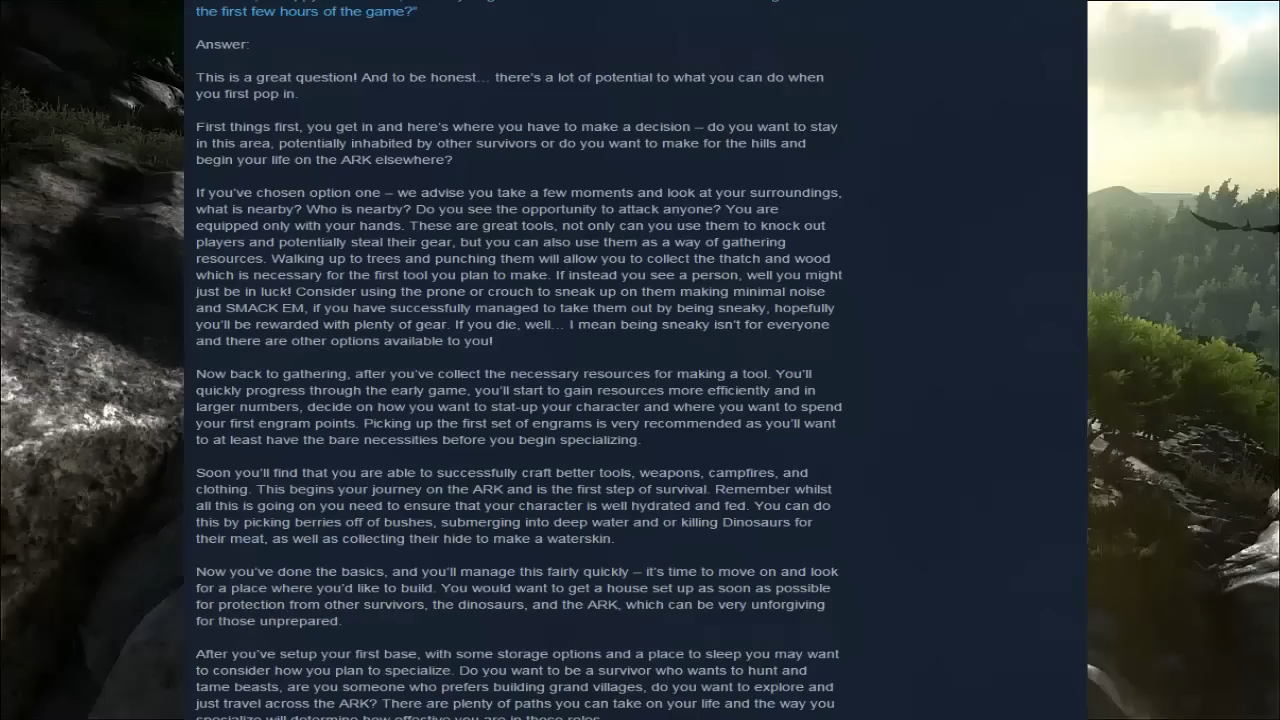 the first few hours of the game?"
Answer:
This is a great question! And to be honest... there's a lot of potential to what you can do when
you first pop in.
First things first, you get in and here's where you have to make a decision – do you want to stay
in this area, potentially inhabited by other survivors or do you want to make for the hills and
begin your life on the ARK elsewhere?
If you've chosen option one – we advise you take a few moments and look at your surroundings,
what is nearby? Who is nearby? Do you see the opportunity to attack anyone? You are
equipped only with your hands. These are great tools, not only can you use them to knock out
players and potentially steal their gear, but you can also use them as a way of gathering
resources. Walking up to trees and punching them will allow you to collect the thatch and wood
which is necessary for the first tool you plan to make. If instead you see a person, well you might
just be in luck! Consider using the prone or crouch to sneak up on them making minimal noise
and SMACK EM, if you have successfully managed to take them out by being sneaky, hopefully
you'll be rewarded with plenty of gear. If you die, well... I mean being sneaky isn't for everyone
and there are other options available to you!
Now back to gathering, after you've collect the necessary resources for making a tool. You'll
quickly progress through the early game, you'll start to gain resources more efficiently and in
larger numbers, decide on how you want to stat-up your character and where you want to spend
your first engram points. Picking up the first set of engrams is very recommended as you'll want
to at least have the bare necessities before you begin specializing.
Soon you'll find that you are able to successfully craft better tools, weapons, campfires, and
clothing. This begins your journey on the ARK and is the first step of survival. Remember whilst
all this is going on you need to ensure that your character is well hydrated and fed. You can do
this by picking berries off of bushes, submerging into deep water and or killing Dinosaurs for
their meat, as well as collecting their hide to make a waterskin.
Now you've done the basics, and you'll manage this fairly quickly – it's time to move on and look
for a place where you'd like to build. You would want to get a house set up as soon as possible
for protection from other survivors, the dinosaurs, and the ARK, which can be very unforgiving
for those unprepared.
After you've setup your first base, with some storage options and a place to sleep you may want
to consider how you plan to specialize. Do you want to be a survivor who wants to hunt and
tame beasts, are you someone who prefers building grand villages, do you want to explore and
just travel across the ARK? There are plenty of paths you can take on your life and the way you
specialize will determine how effective you are in those roles.